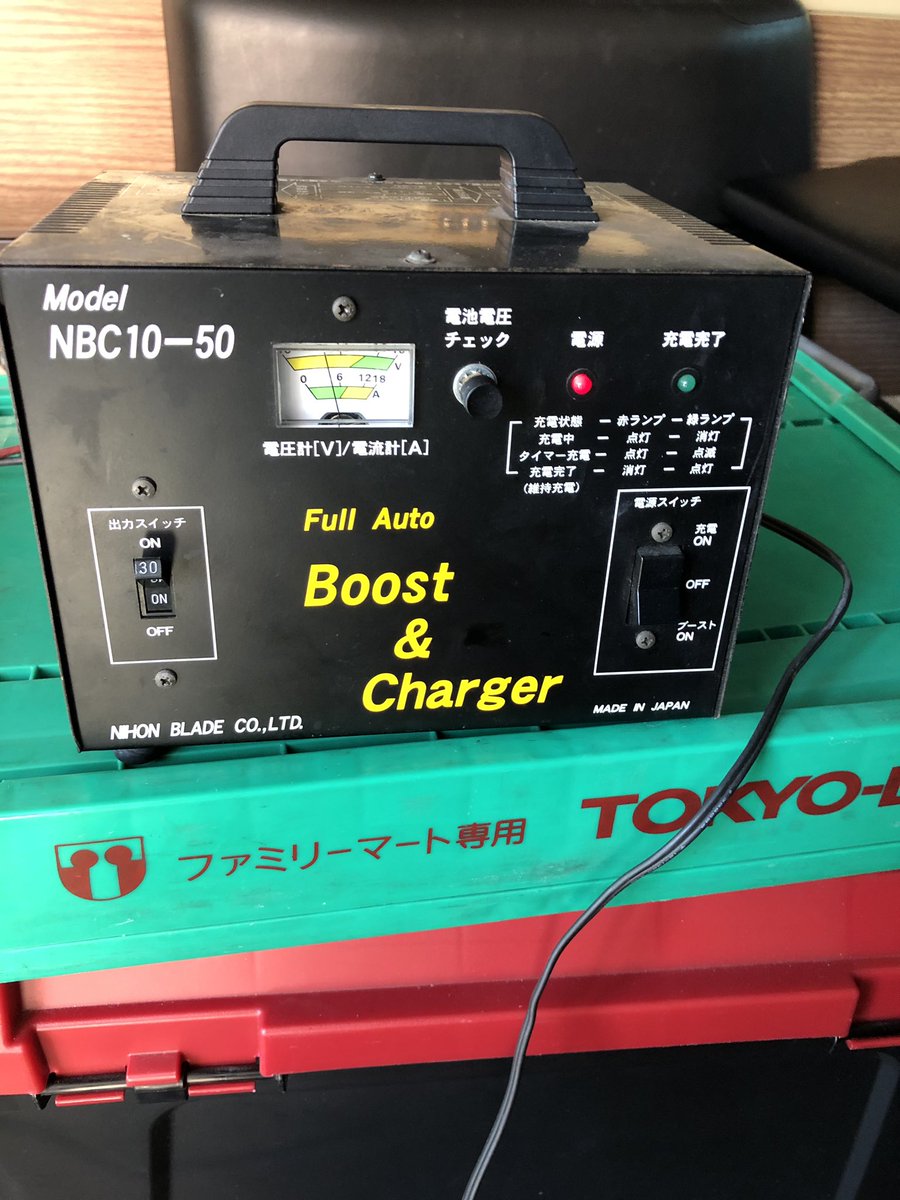 Model
NBC10-50
電池電圧
チェック
電源
充電完了
V
0 6 12 18
A
電圧計[V]/電流計[A]
充電状態 － 赤ランプ － 緑ランプ
充電中 － 点灯 － 消灯
タイマー充電 － 点灯 － 点滅
充電完了 － 消灯 － 点灯
(維持充電)
出力スイッチ
ON
30
ON
OFF
Full Auto
Boost
&
Charger
電源スイッチ
充電
ON
OFF
ブースト
ON
NIHON BLADE CO.,LTD.
MADE IN JAPAN
ファミリーマート専用
TOKYO-